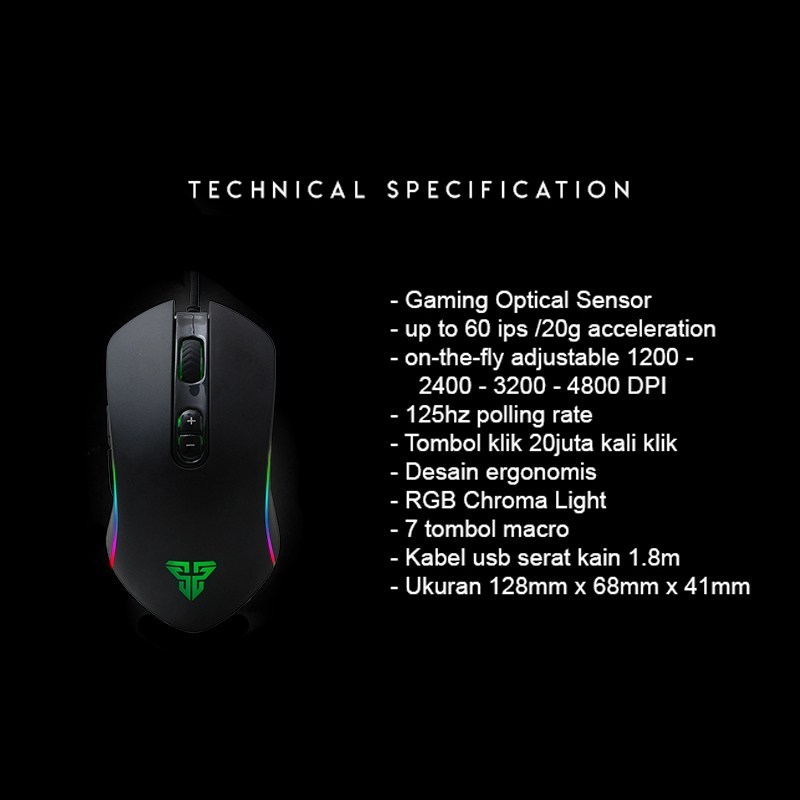 TECHNICAL SPECIFICATION
- Gaming Optical Sensor
- up to 60 ips /20g acceleration
- on-the-fly adjustable 1200 -
2400 - 3200 - 4800 DPI
- 125hz polling rate
- Tombol klik 20juta kali klik
- Desain ergonomis
- RGB Chroma Light
- 7 tombol macro
- Kabel usb serat kain 1.8m
- Ukuran 128mm x 68mm x 41mm